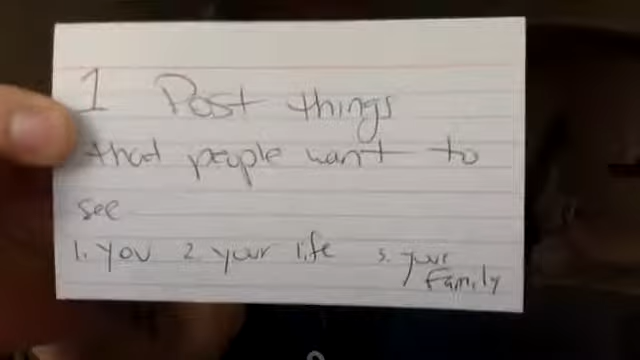 1 Post things
that people want to
see
1. you 2. your life 3. your
Family